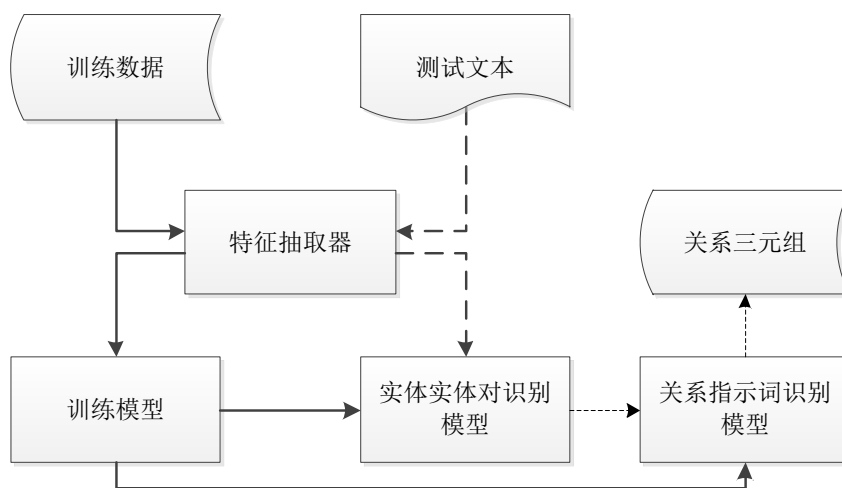 训练数据
测试文本
特征抽取器
关系三元组
训练模型
实体实体对识别
模型
关系指示词识别
模型